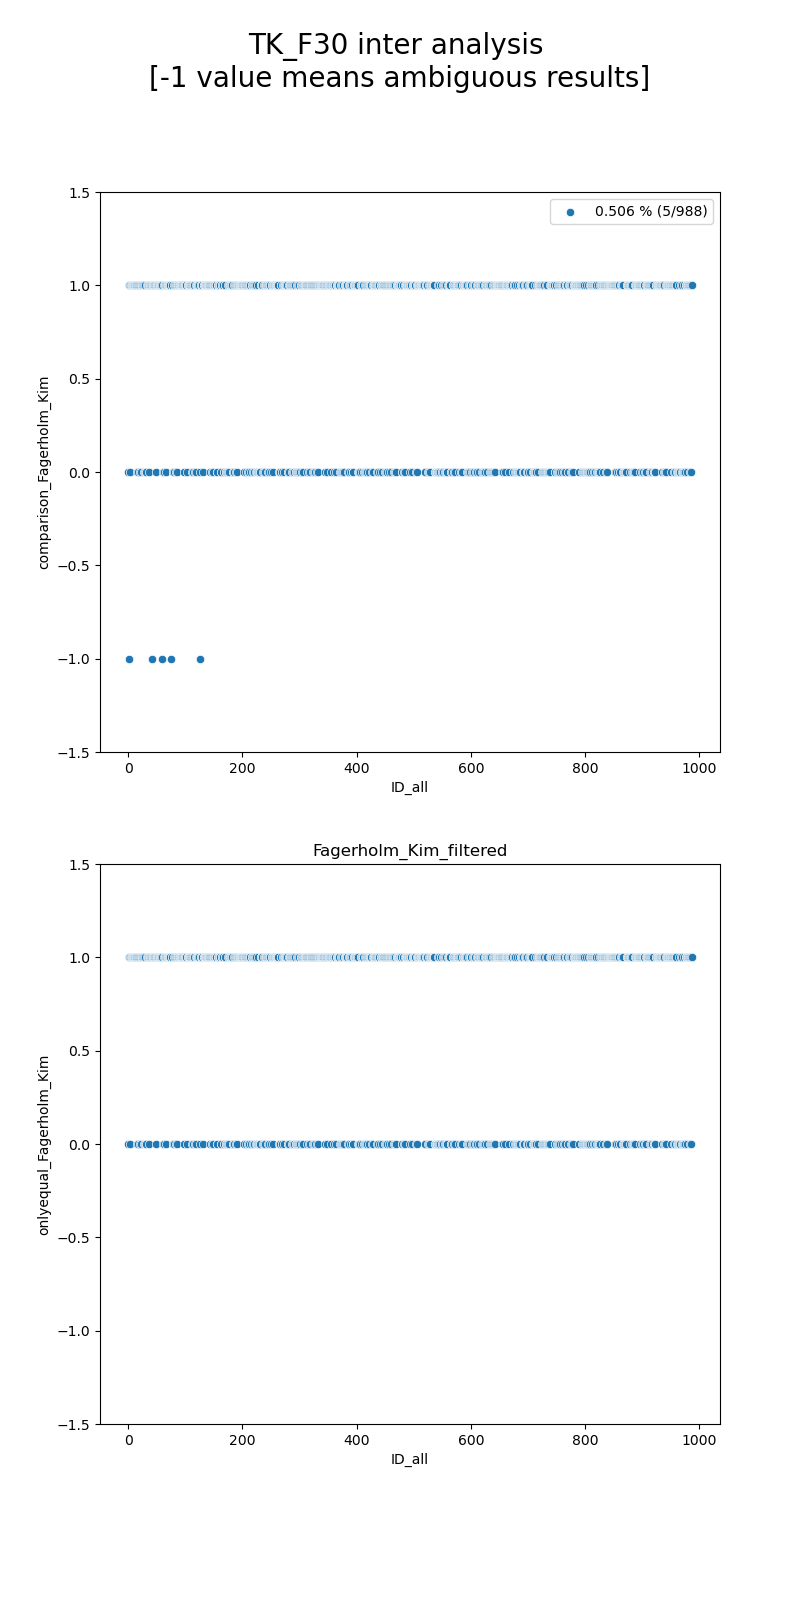 TK_F30 inter analysis
[-1 value means ambiguous results]
1.5
1.0
0.5
0.0
−0.5
−1.0
−1.5
comparison_Fagerholm_Kim
0.506 % (5/988)
0 200 400 600 800 1000
ID_all
Fagerholm_Kim_filtered
1.5
1.0
0.5
0.0
−0.5
−1.0
−1.5
onlyequal_Fagerholm_Kim
0 200 400 600 800 1000
ID_all